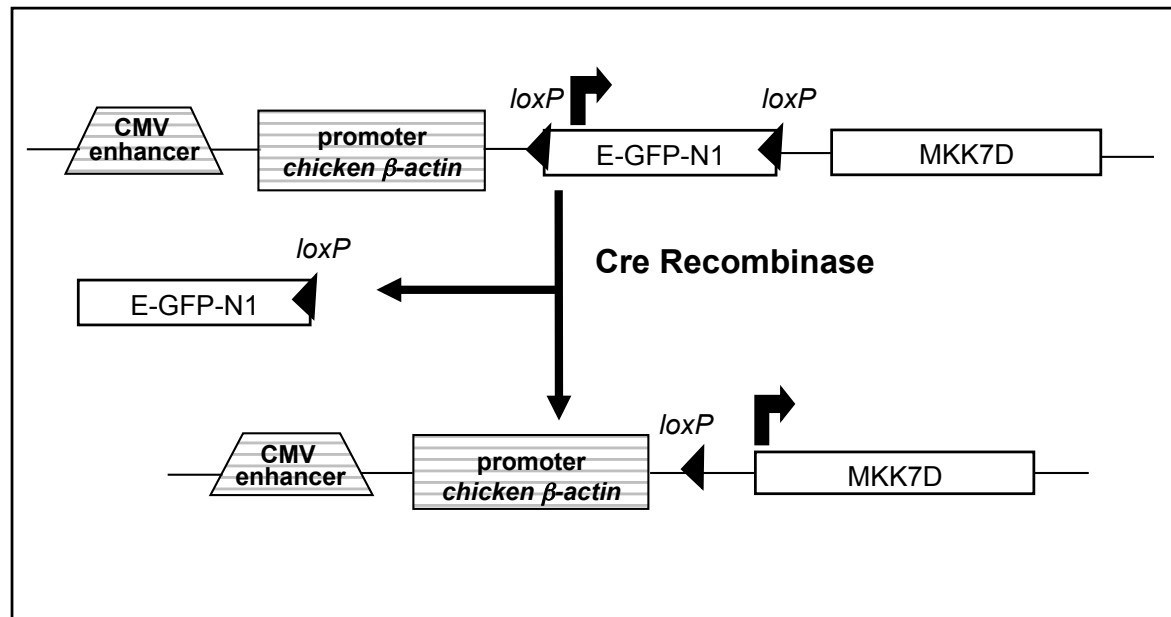 loxP
loxP
CMV
enhancer
promoter
chicken β-actin
E-GFP-N1
MKK7D
loxP
Cre Recombinase
E-GFP-N1
loxP
CMV
enhancer
promoter
chicken β-actin
MKK7D